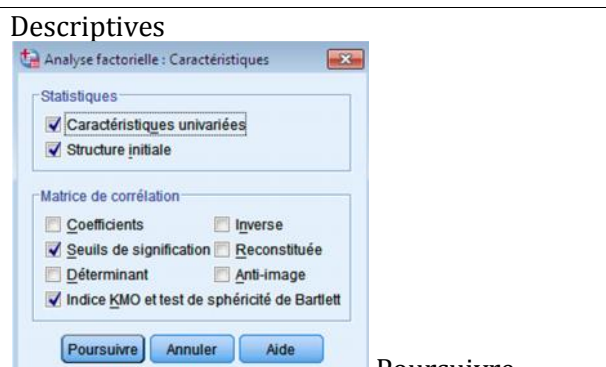 Descriptives
Analyse factorielle : Caractéristiques
Statistiques
Caractéristiques univariées
Structure initiale
Matrice de corrélation
Coefficients Inverse
Seuils de signification Reconstituée
Déterminant Anti-image
Indice KMO et test de sphéricité de Bartlett
Poursuivre Annuler Aide
Poursuivre